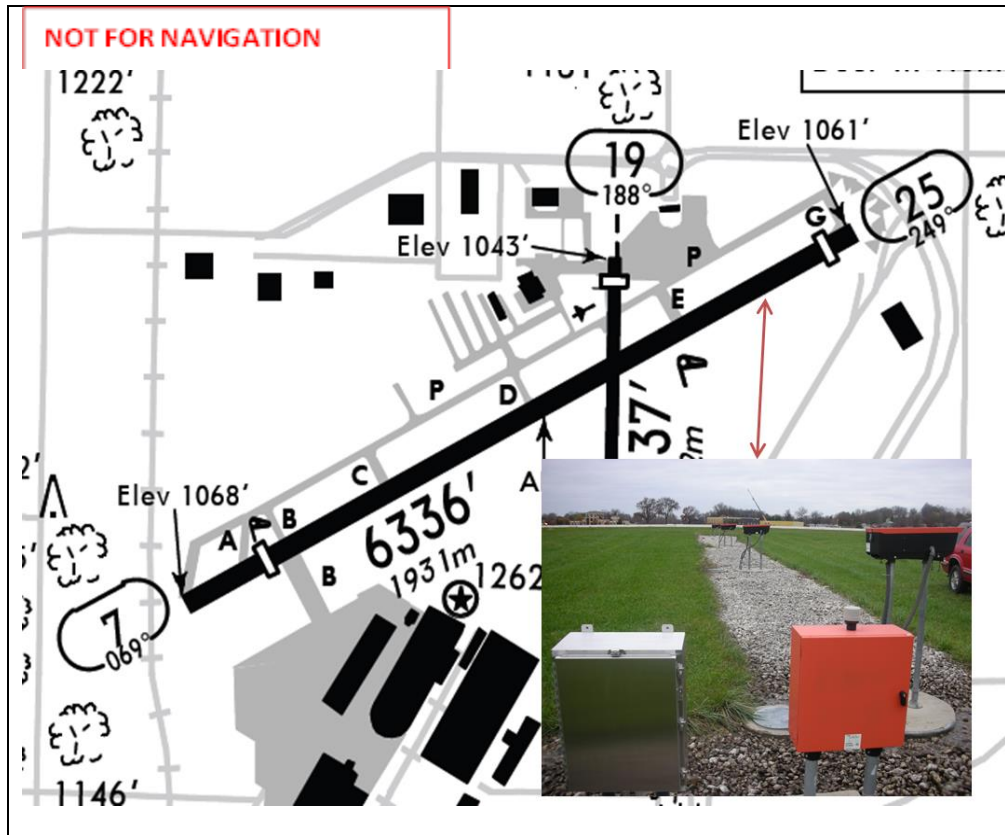 NOT FOR NAVIGATION
1222'
19
188°
Elev 1061'
25
249°
Elev 1043'
G
P
E
P
D
C
37'
Elev 1068'
A
B
B
6336'
1931m
1262
A
7
069°
1146'